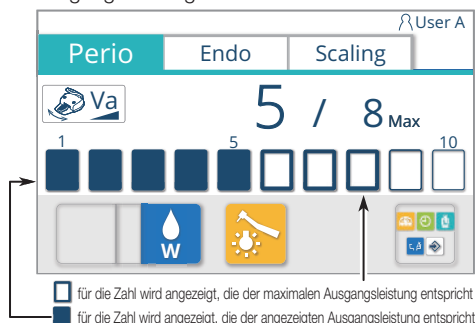 User A
Perio Endo Scaling
Va 5 / 8 Max
1 5 10
W
für die Zahl wird angezeigt, die der maximalen Ausgangsleistung entspricht
für die Zahl wird angezeigt, die der angezeigten Ausgangsleistung entspricht